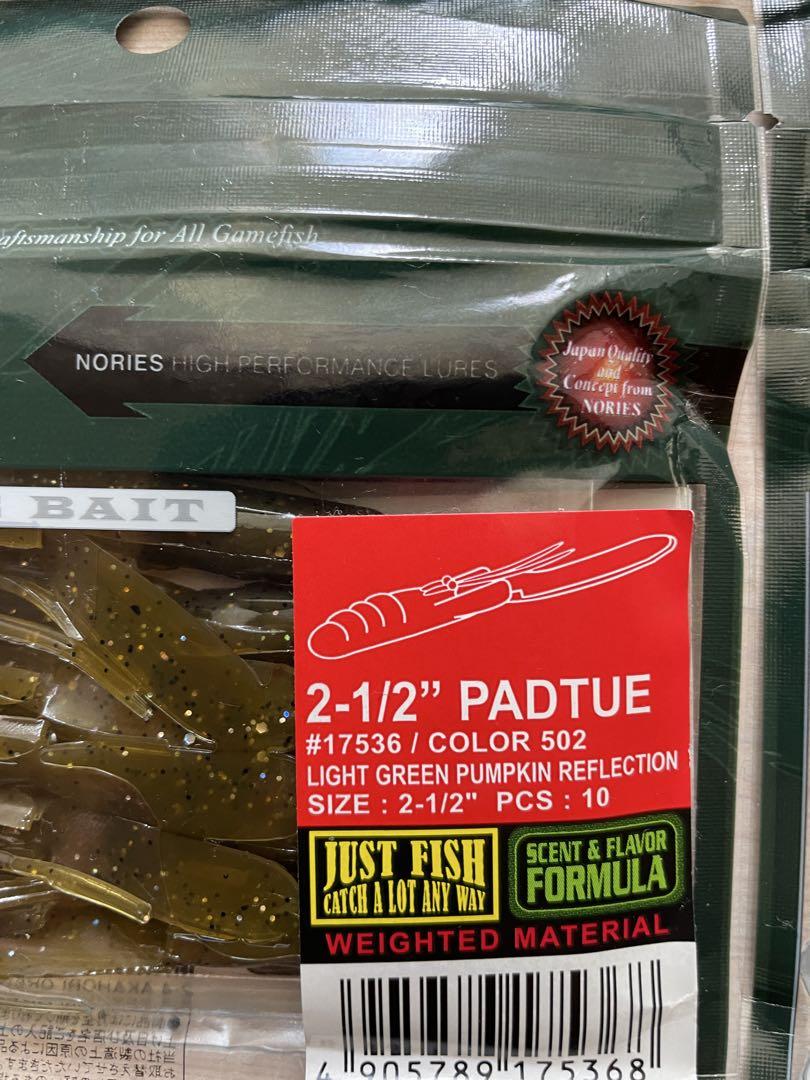 aftsmanship for All Gamefish
NORIES HIGH PERFORMANCE LURES
Japan Quality
and
Concept from
NORIES
BAIT
2-1/2” PADTUE
#17536 / COLOR 502
LIGHT GREEN PUMPKIN REFLECTION
SIZE : 2-1/2" PCS : 10
JUST FISH
CATCH A LOT ANY WAY
SCENT & FLAVOR
FORMULA
WEIGHTED MATERIAL
4 905789 175368